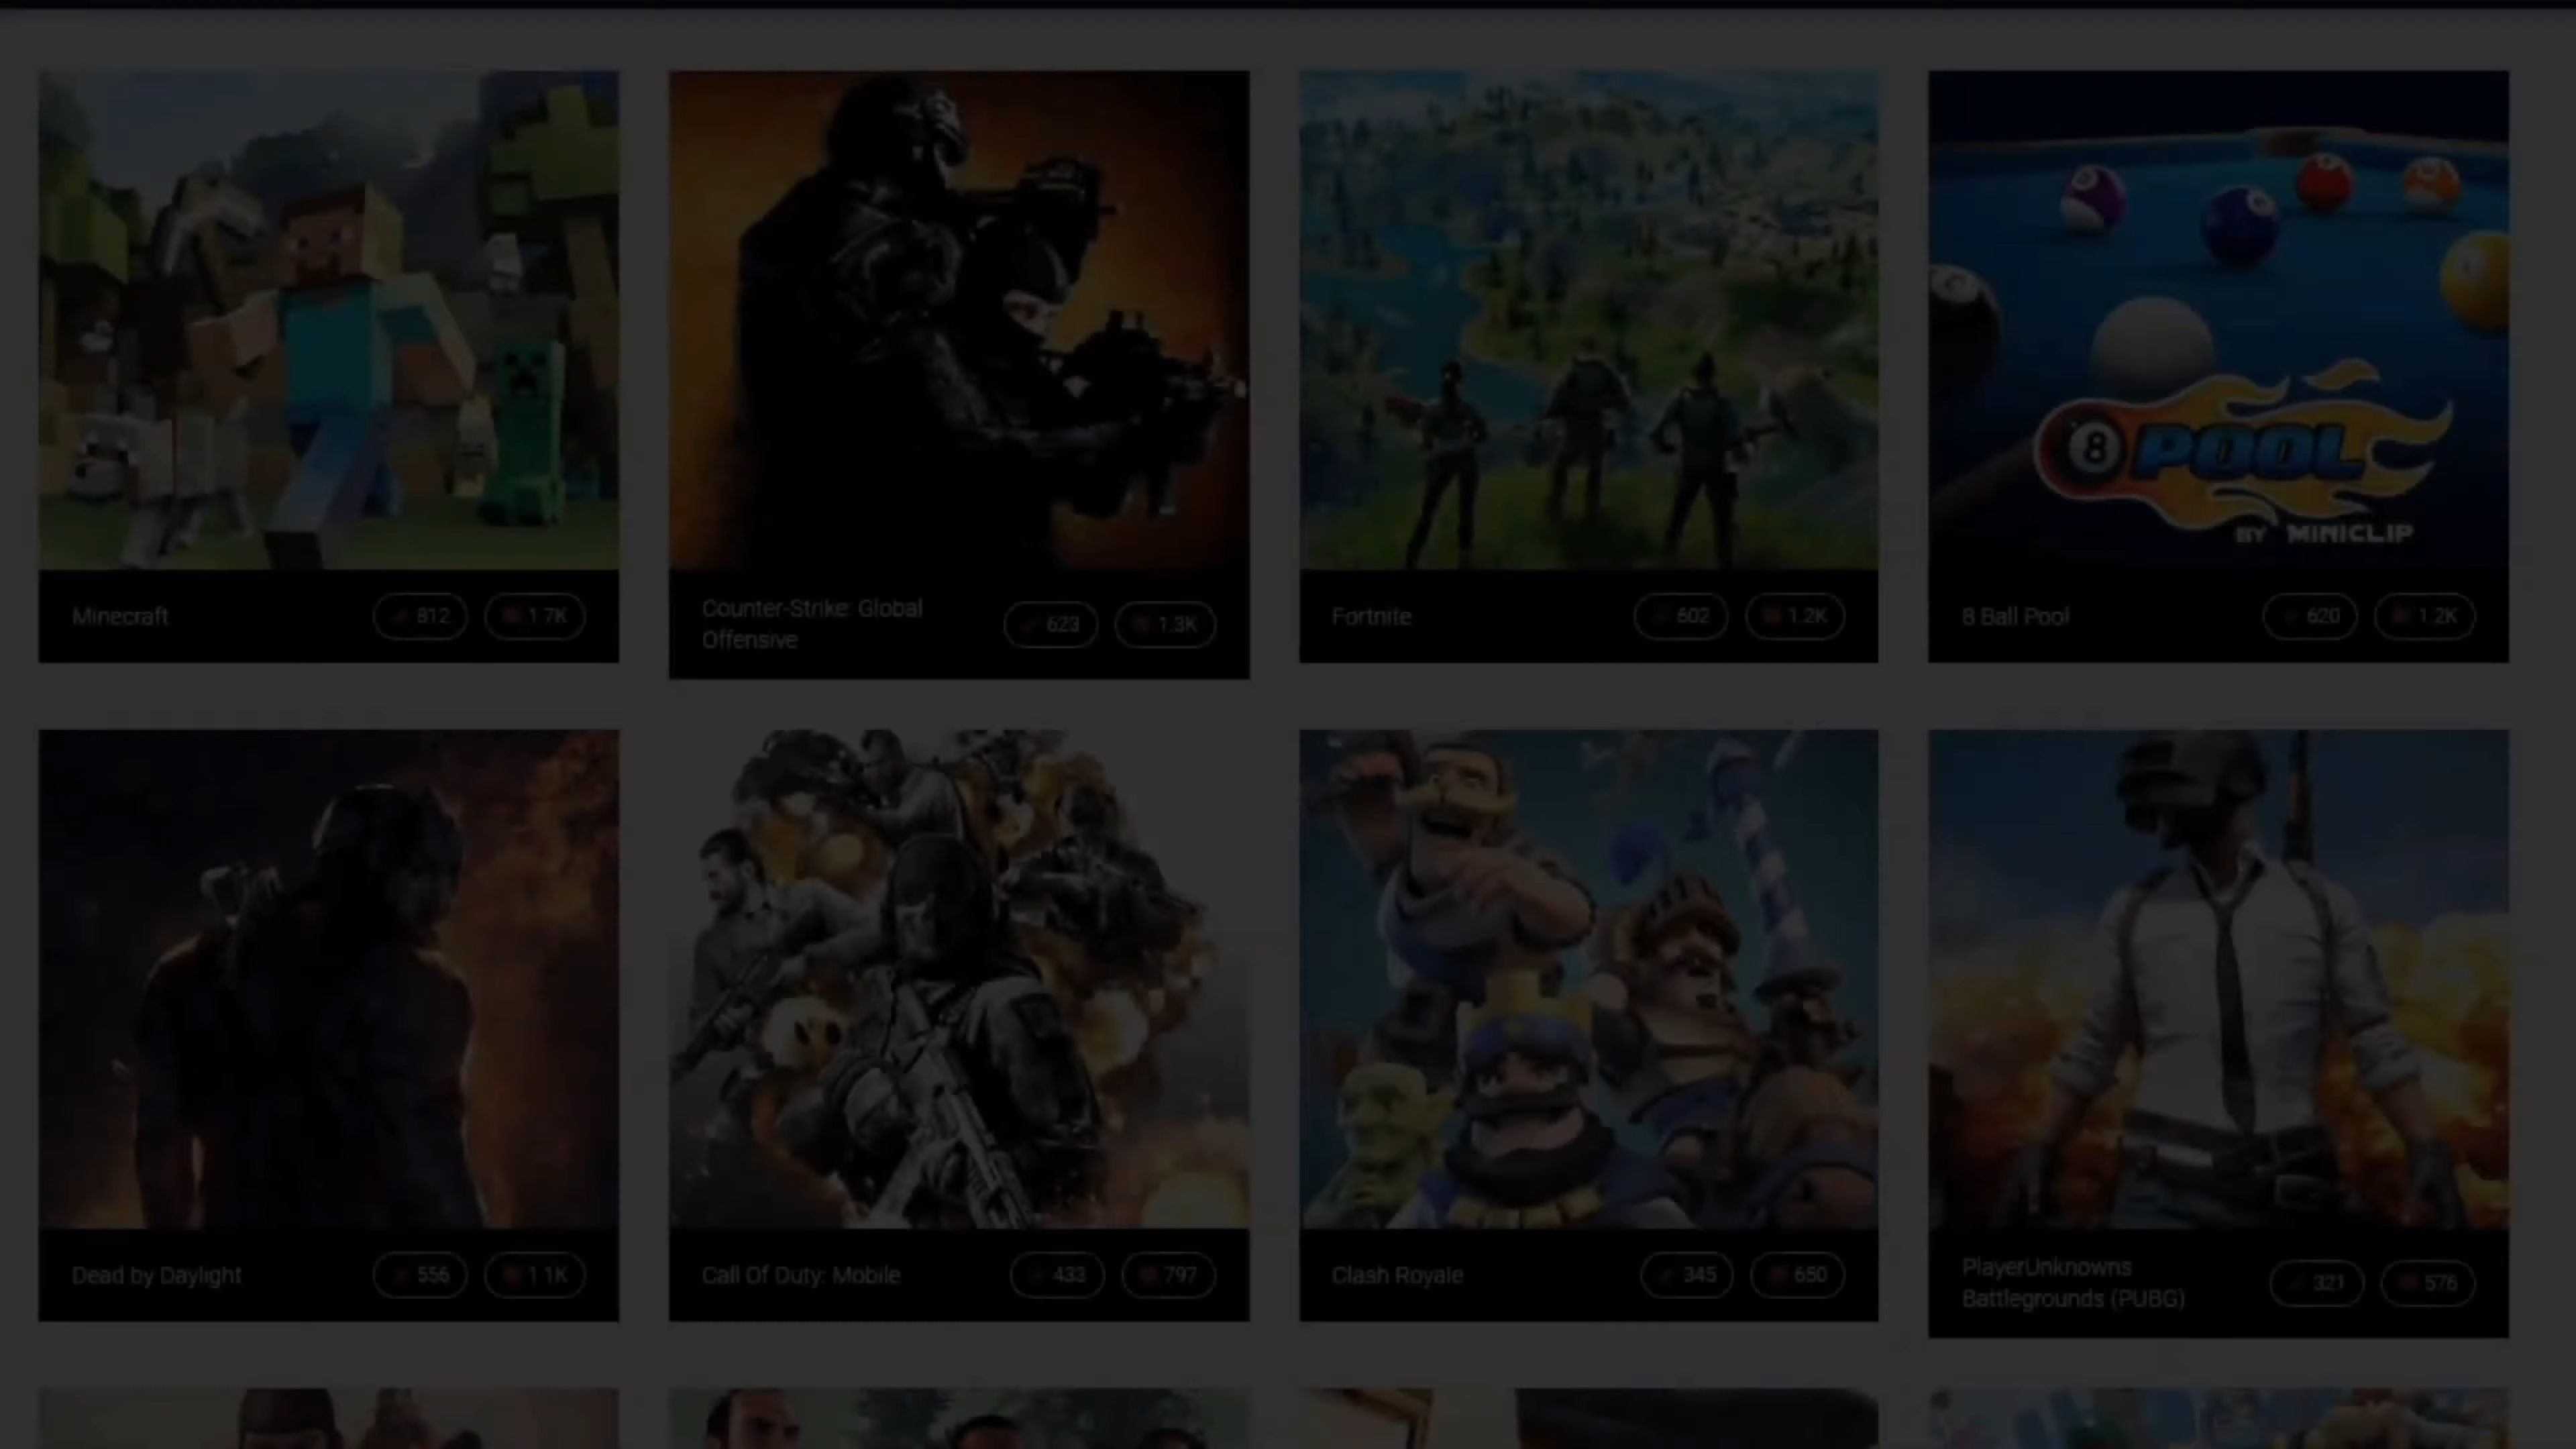 8 POOL
BY MINICLIP
Minecraft 812 1.7K
Counter-Strike: Global
Offensive 623 1.3K
Fortnite 602 1.2K
8 Ball Pool 620 1.2K
Dead by Daylight 556 1.1K
Call Of Duty: Mobile 433 797
Clash Royale 345 650
PlayerUnknowns
Battlegrounds (PUBG) 321 576